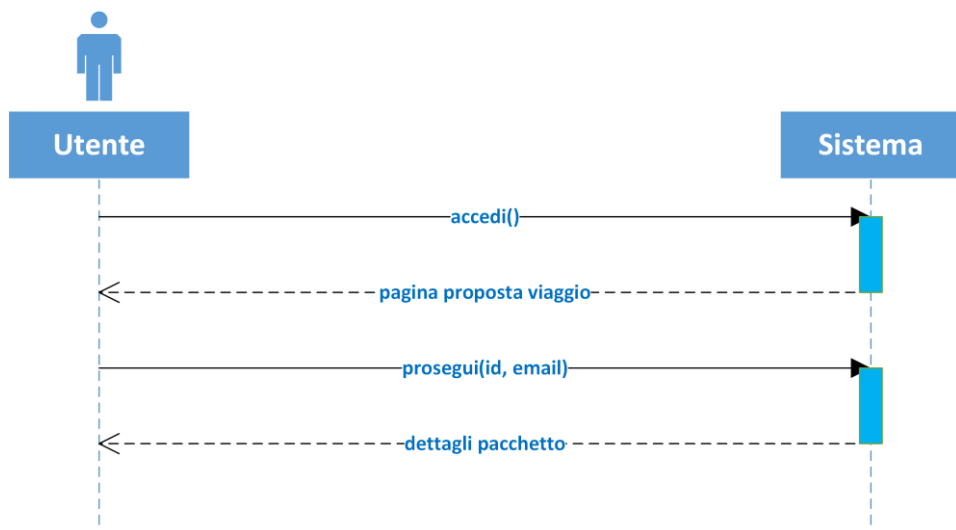 Utente
Sistema
accedi()
pagina proposta viaggio
prosegui(id, email)
dettagli pacchetto